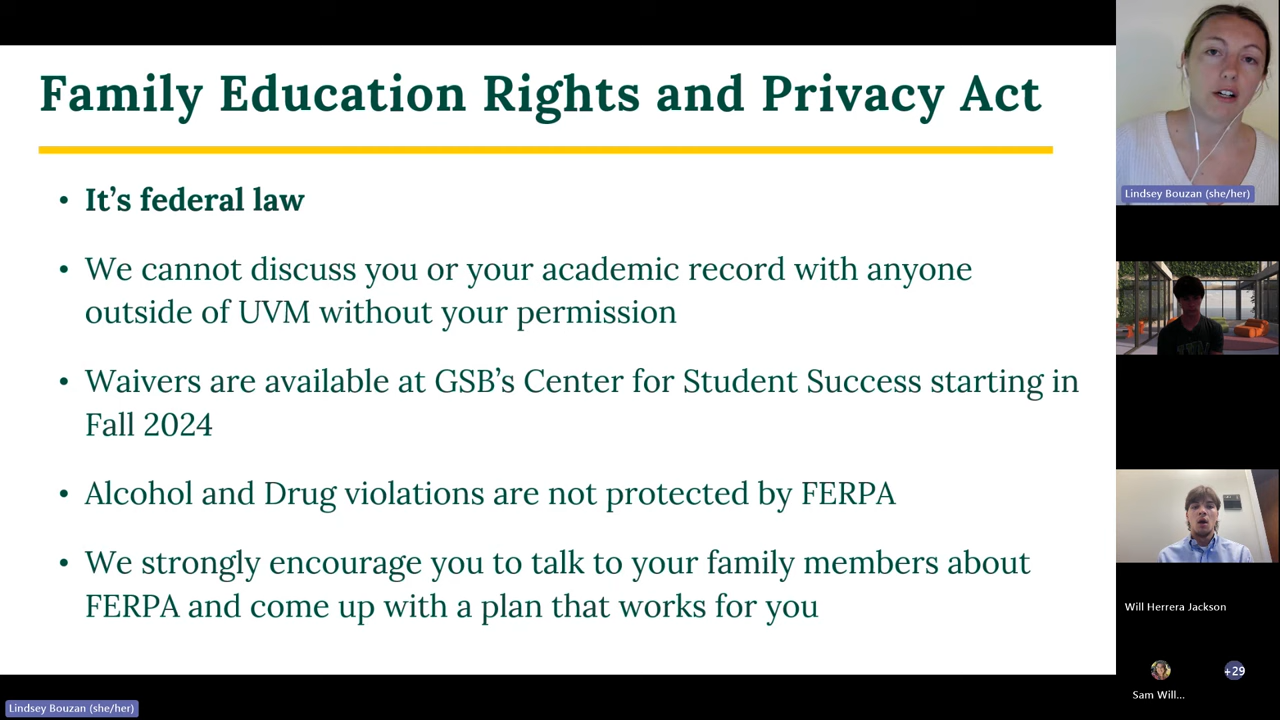 Family Education Rights and Privacy Act
• It's federal law
• We cannot discuss you or your academic record with anyone
outside of UVM without your permission
• Waivers are available at GSB's Center for Student Success starting in
Fall 2024
• Alcohol and Drug violations are not protected by FERPA
• We strongly encourage you to talk to your family members about
FERPA and come up with a plan that works for you
Lindsey Bouzan (she/her)
Will Herrera Jackson
+29
Sam Will...
Lindsey Bouzan (she/her)